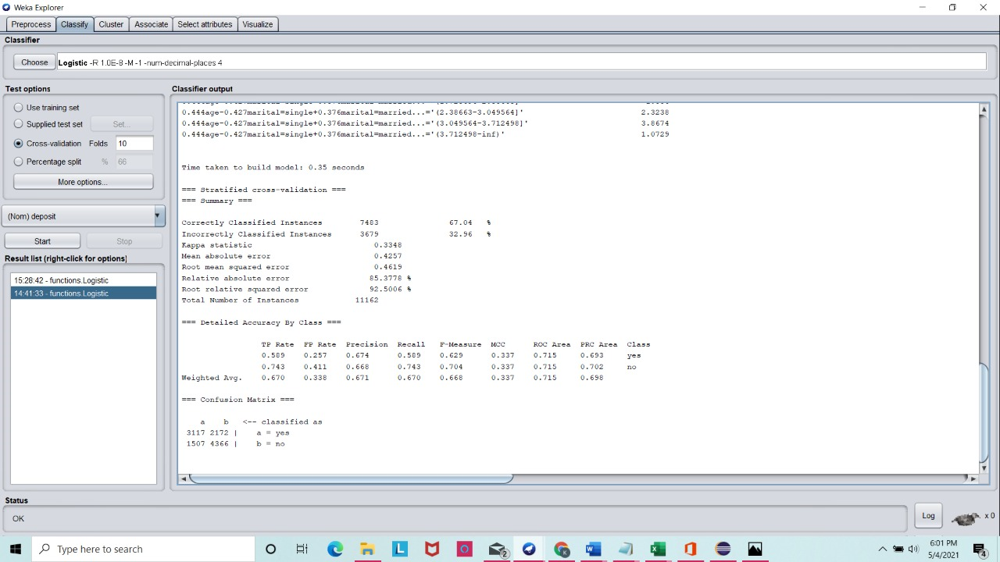 Weka Explorer
Preprocess Classify Cluster Associate Select attributes Visualize
Classifier
Choose Logistic -R 1.0E-8 -M -1 -num-decimal-places 4
Test options
Use training set
Supplied test set Set...
Cross-validation Folds 10
Percentage split % 66
More options...
(Nom) deposit
Start Stop
Result list (right-click for options)
15:28:42 - functions.Logistic
14:41:33 - functions.Logistic
Classifier output
0.444age-0.427marital=single+0.376marital=married...='(2.38663-3.049564]' 2.3238
0.444age-0.427marital=single+0.376marital=married...='(3.049564-3.712498]' 3.8674
0.444age-0.427marital=single+0.376marital=married...='(3.712498-inf)' 1.0729
Time taken to build model: 0.35 seconds
=== Stratified cross-validation ===
=== Summary ===
Correctly Classified Instances 7483 67.04 %
Incorrectly Classified Instances 3679 32.96 %
Kappa statistic 0.3348
Mean absolute error 0.4257
Root mean squared error 0.4619
Relative absolute error 85.3778 %
Root relative squared error 92.5006 %
Total Number of Instances 11162
=== Detailed Accuracy By Class ===
TP Rate FP Rate Precision Recall F-Measure MCC ROC Area PRC Area Class
0.589 0.257 0.674 0.589 0.629 0.337 0.715 0.693 yes
0.743 0.411 0.668 0.743 0.704 0.337 0.715 0.702 no
Weighted Avg. 0.670 0.338 0.671 0.670 0.668 0.337 0.715 0.698
=== Confusion Matrix ===
a b <-- classified as
3117 2172 | a = yes
1507 4366 | b = no
Status
OK
Log x 0
Type here to search
6:01 PM
5/4/2021